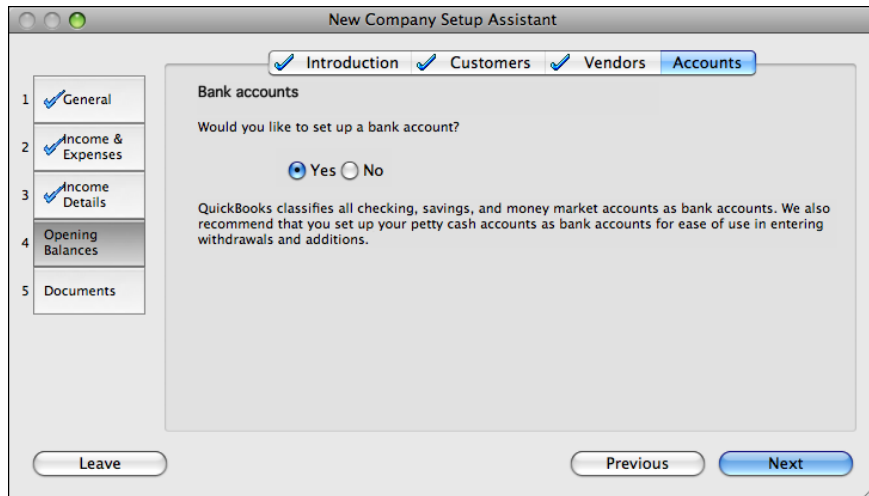 New Company Setup Assistant
Introduction Customers Vendors Accounts
1 General
2 Income &
Expenses
3 Income
Details
4 Opening
Balances
5 Documents
Bank accounts
Would you like to set up a bank account?
Yes No
QuickBooks classifies all checking, savings, and money market accounts as bank accounts. We also
recommend that you set up your petty cash accounts as bank accounts for ease of use in entering
withdrawals and additions.
Leave Previous Next